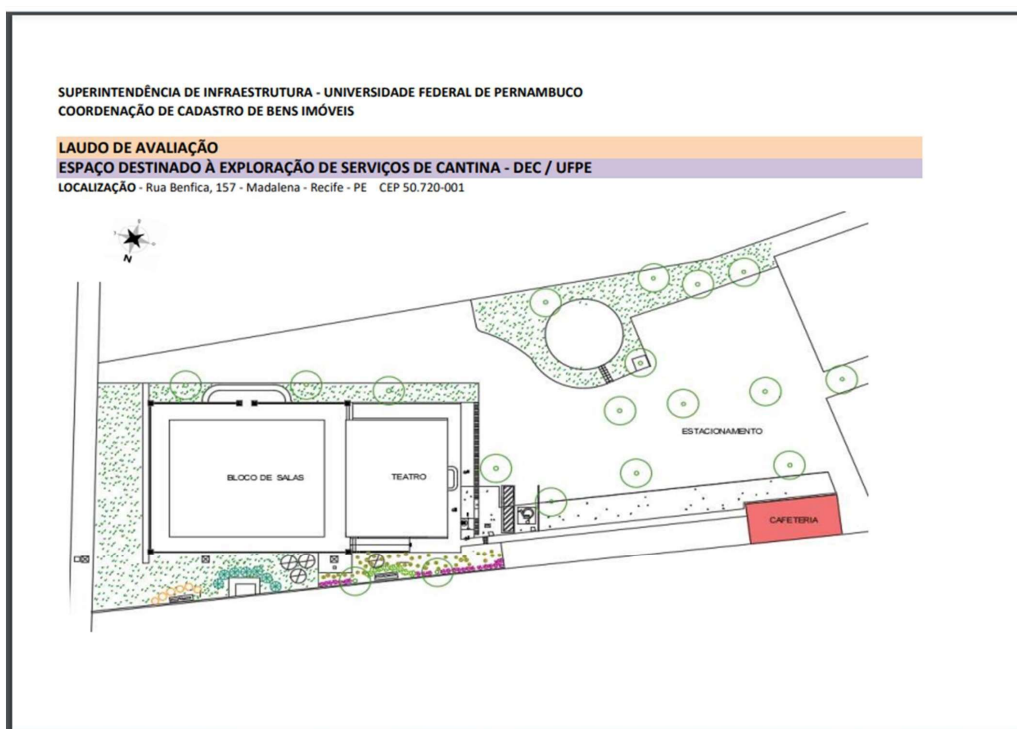 SUPERINTENDÊNCIA DE INFRAESTRUTURA - UNIVERSIDADE FEDERAL DE PERNAMBUCO
COORDENAÇÃO DE CADASTRO DE BENS IMÓVEIS
LAUDO DE AVALIAÇÃO
ESPAÇO DESTINADO À EXPLORAÇÃO DE SERVIÇOS DE CANTINA - DEC / UFPE
LOCALIZAÇÃO - Rua Benfica, 157 - Madalena - Recife - PE CEP 50.720-001
N
ESTACIONAMENTO
BLOCO DE SALAS
TEATRO
CAFETERIA